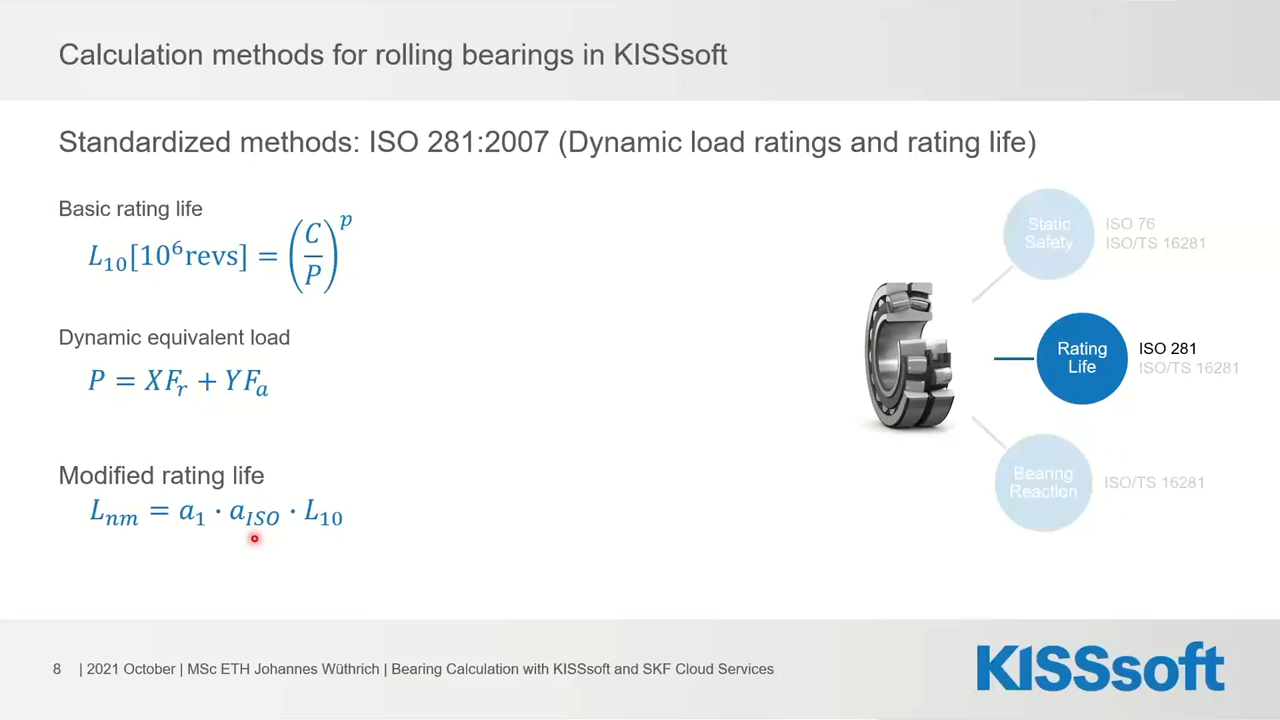 Calculation methods for rolling bearings in KISSsoft
Standardized methods: ISO 281:2007 (Dynamic load ratings and rating life)
Basic rating life
L₁₀[10⁶revs] = (C/P)ᵖ
Dynamic equivalent load
P = XFᵣ + YFₐ
Modified rating life
Lₙₘ = a₁ · a_ISO · L₁₀
Static
Safety
ISO 76
ISO/TS 16281
Rating
Life
ISO 281
ISO/TS 16281
Bearing
Reaction
ISO/TS 16281
8 | 2021 October | MSc ETH Johannes Wüthrich | Bearing Calculation with KISSsoft and SKF Cloud Services
KISSsoft